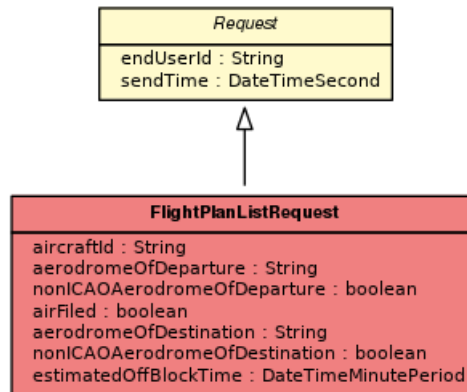 Request
endUserId : String
sendTime : DateTimeSecond
FlightPlanListRequest
aircraftId : String
aerodromeOfDeparture : String
nonICAOAerodromeOfDeparture : boolean
airFiled : boolean
aerodromeOfDestination : String
nonICAOAerodromeOfDestination : boolean
estimatedOffBlockTime : DateTimeMinutePeriod